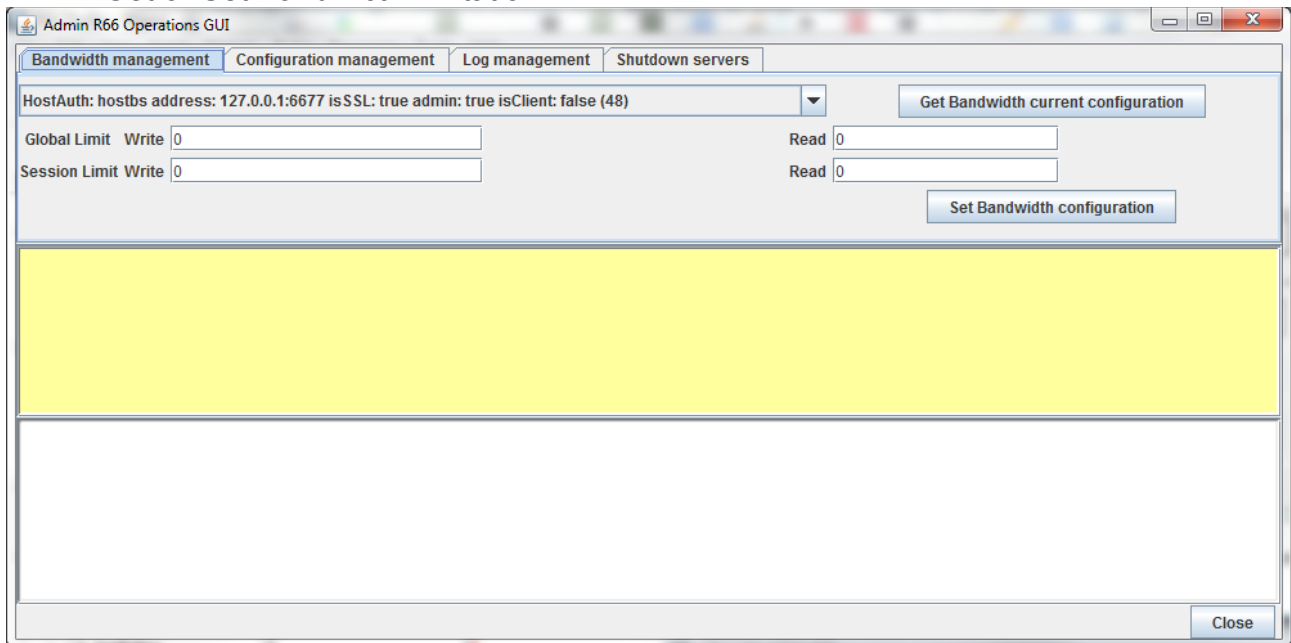 Admin R66 Operations GUI
Bandwidth management Configuration management Log management Shutdown servers
HostAuth: hostbs address: 127.0.0.1:6677 isSSL: true admin: true isClient: false (48) Get Bandwidth current configuration
Global Limit Write 0 Read 0
Session Limit Write 0 Read 0
Set Bandwidth configuration
Close